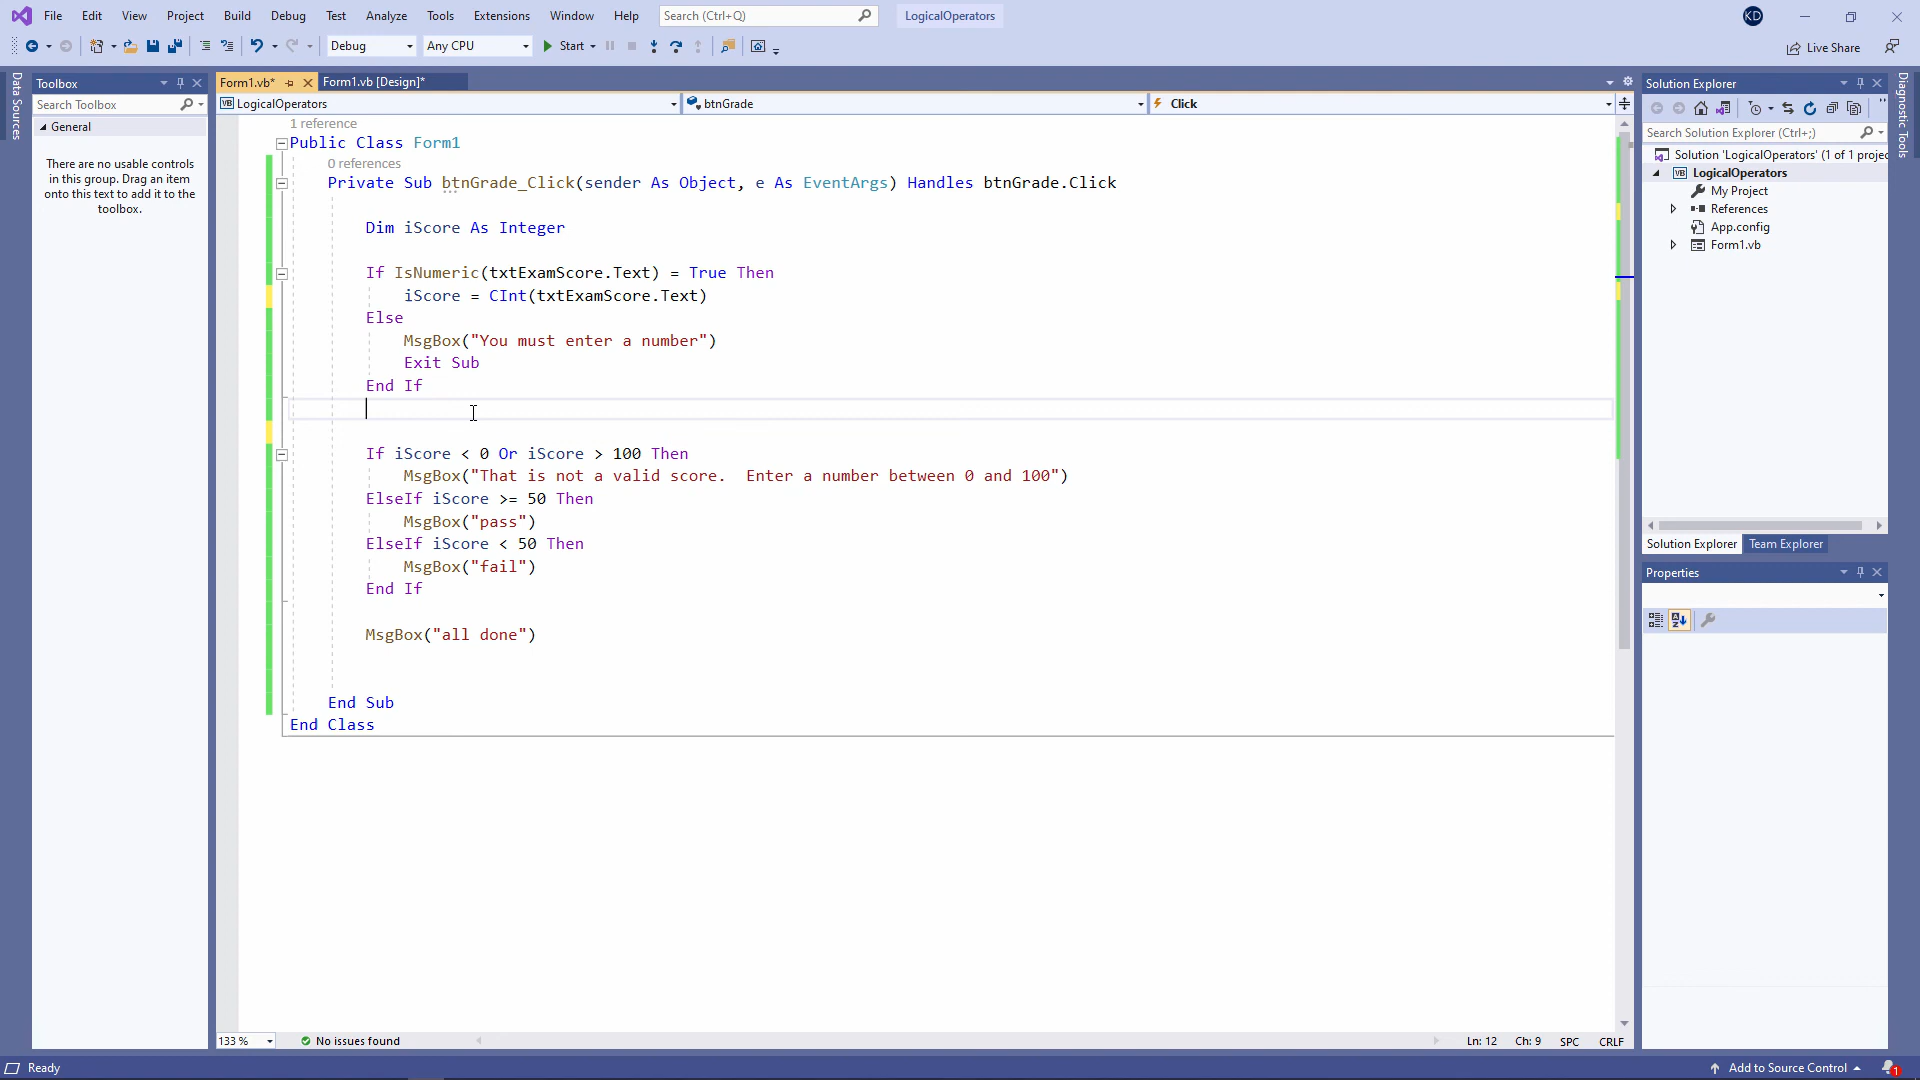 File Edit View Project Build Debug Test Analyze Tools Extensions Window Help Search (Ctrl+Q) LogicalOperators KD
Debug Any CPU Start Live Share
Data Sources
Toolbox
Search Toolbox
General
There are no usable controls
in this group. Drag an item
onto this text to add it to the
toolbox.
Form1.vb* Form1.vb [Design]*
VB LogicalOperators btnGrade Click
1 reference
Public Class Form1
0 references
Private Sub btnGrade_Click(sender As Object, e As EventArgs) Handles btnGrade.Click
Dim iScore As Integer
If IsNumeric(txtExamScore.Text) = True Then
iScore = CInt(txtExamScore.Text)
Else
MsgBox("You must enter a number")
Exit Sub
End If
If iScore < 0 Or iScore > 100 Then
MsgBox("That is not a valid score.  Enter a number between 0 and 100")
ElseIf iScore >= 50 Then
MsgBox("pass")
ElseIf iScore < 50 Then
MsgBox("fail")
End If
MsgBox("all done")
End Sub
End Class
133 % No issues found Ln: 12 Ch: 9 SPC CRLF
Solution Explorer
Search Solution Explorer (Ctrl+;)
Solution 'LogicalOperators' (1 of 1 projec
VB LogicalOperators
My Project
References
App.config
Form1.vb
Solution Explorer Team Explorer
Properties
Diagnostic Tools
Ready Add to Source Control 1